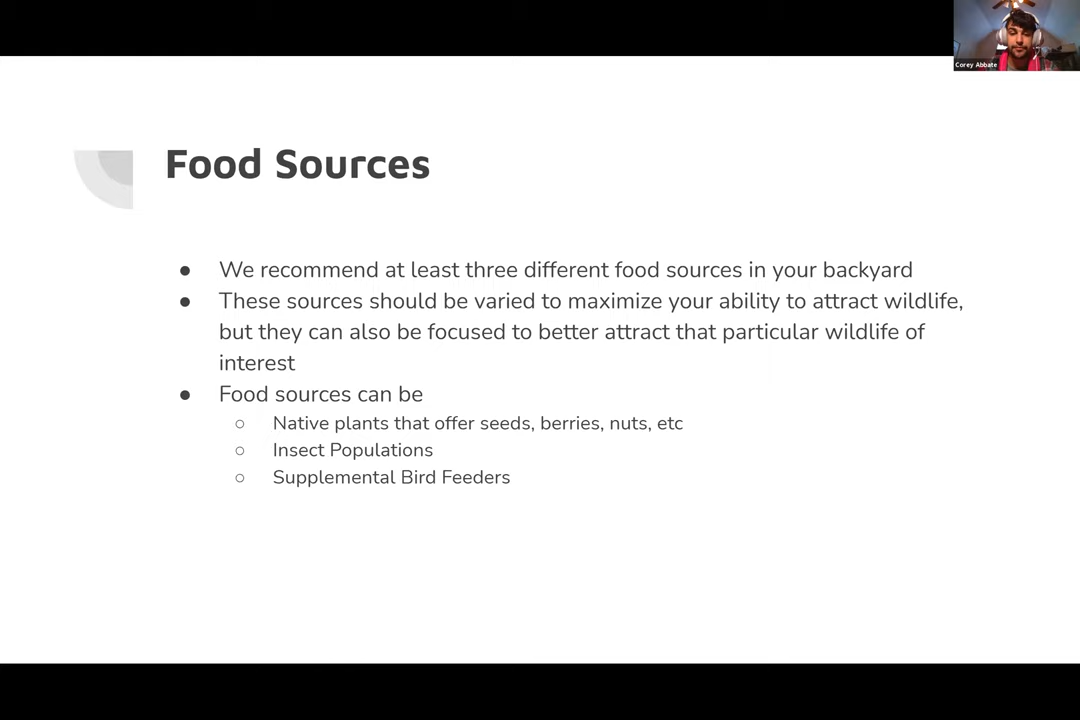 Corey Abbate
Food Sources
● We recommend at least three different food sources in your backyard
● These sources should be varied to maximize your ability to attract wildlife,
but they can also be focused to better attract that particular wildlife of
interest
● Food sources can be
○ Native plants that offer seeds, berries, nuts, etc
○ Insect Populations
○ Supplemental Bird Feeders